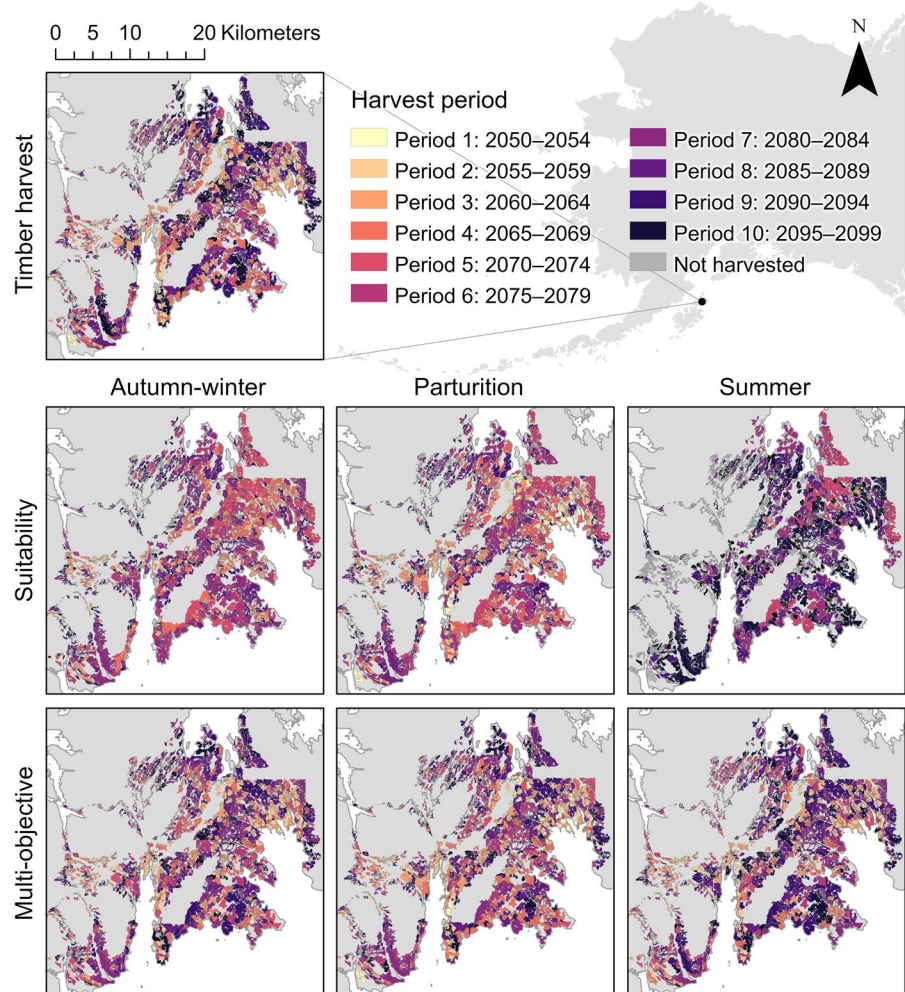 0 5 10 20 Kilometers
N
Timber harvest
Harvest period
Period 1: 2050–2054
Period 2: 2055–2059
Period 3: 2060–2064
Period 4: 2065–2069
Period 5: 2070–2074
Period 6: 2075–2079
Period 7: 2080–2084
Period 8: 2085–2089
Period 9: 2090–2094
Period 10: 2095–2099
Not harvested
Autumn-winter
Parturition
Summer
Suitability
Multi-objective